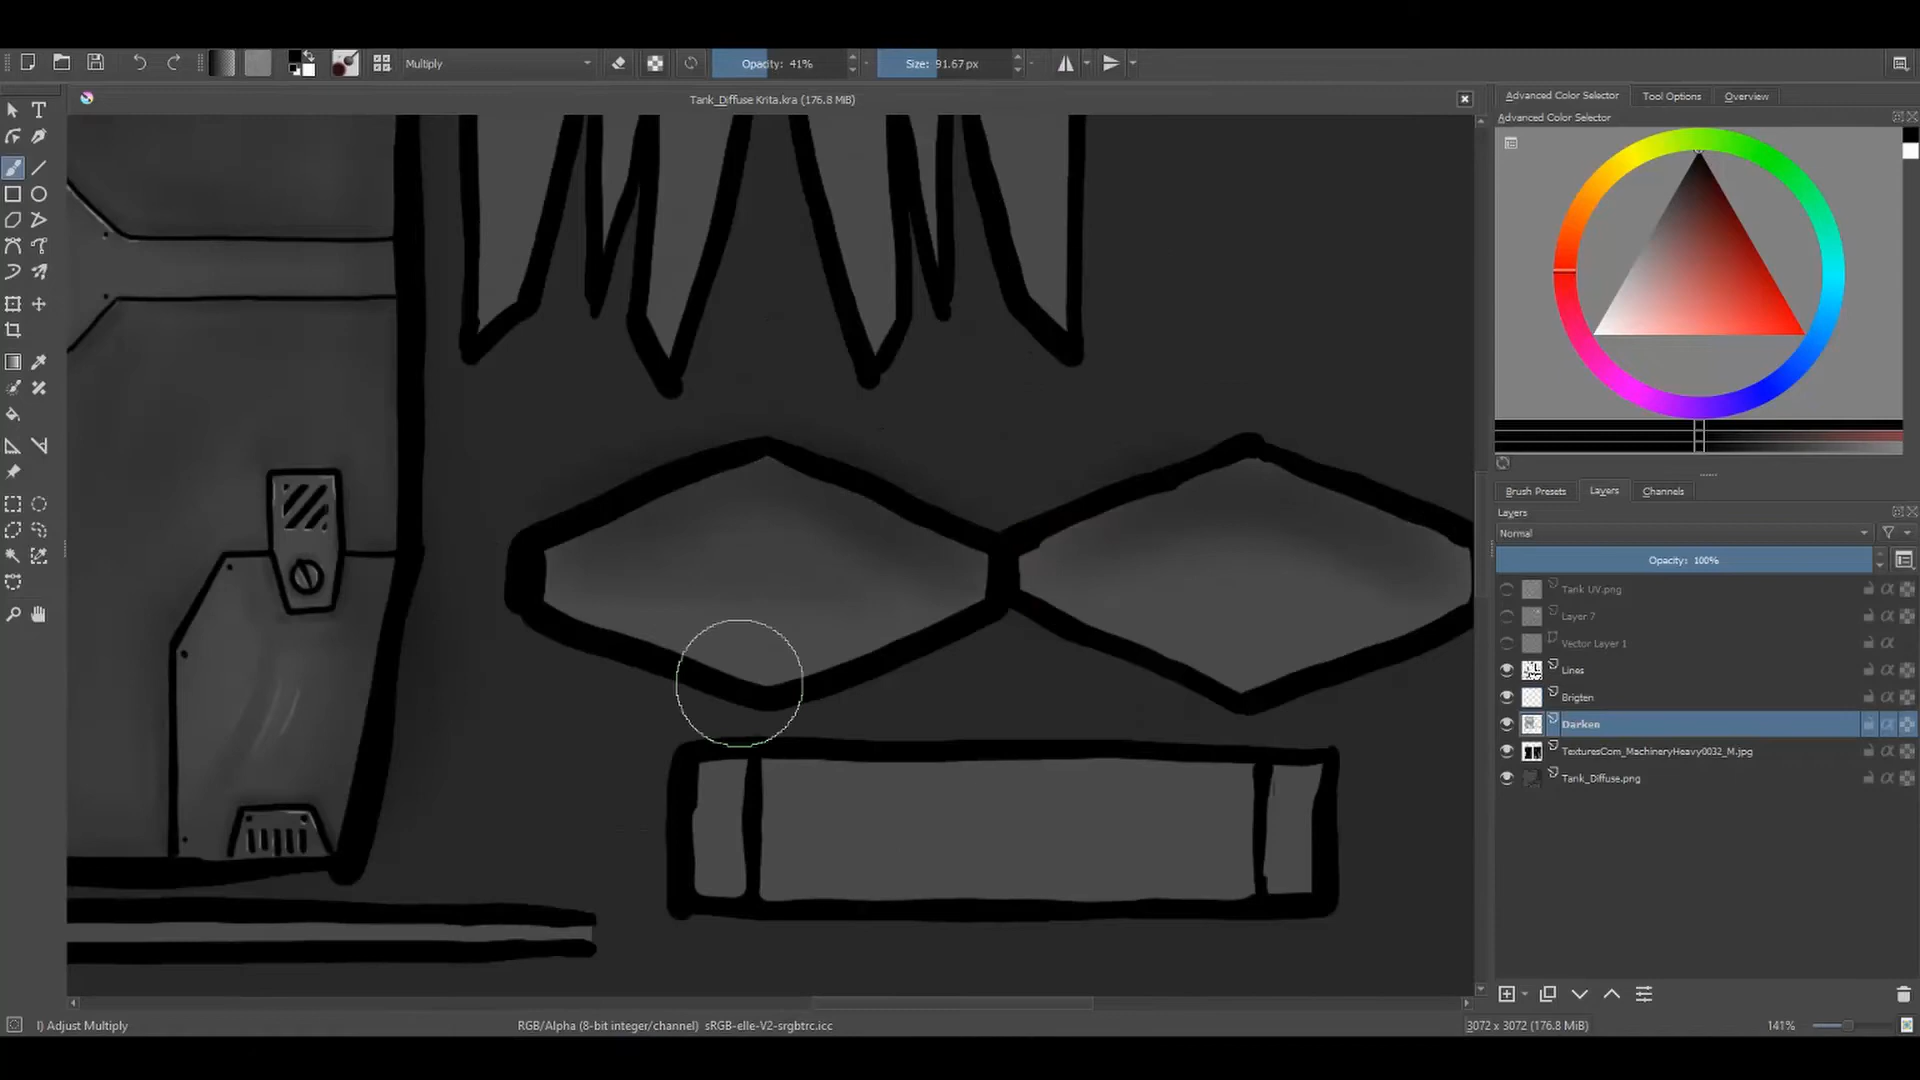 Multiply
Opacity: 41%
Size: 91.67 px
Tank_Diffuse Krita.kra (176.8 MiB)
Advanced Color Selector
Tool Options
Overview
Advanced Color Selector
Brush Presets
Layers
Channels
Layers
Normal
Opacity: 100%
Tank UV.png
Layer 7
Vector Layer 1
Lines
Brigten
Darken
TexturesCom_MachineryHeavy0032_M.jpg
Tank_Diffuse.png
I) Adjust Multiply
RGB/Alpha (8-bit integer/channel) sRGB-elle-V2-srgbtrc.icc
3072 x 3072 (176.8 MiB)
141%